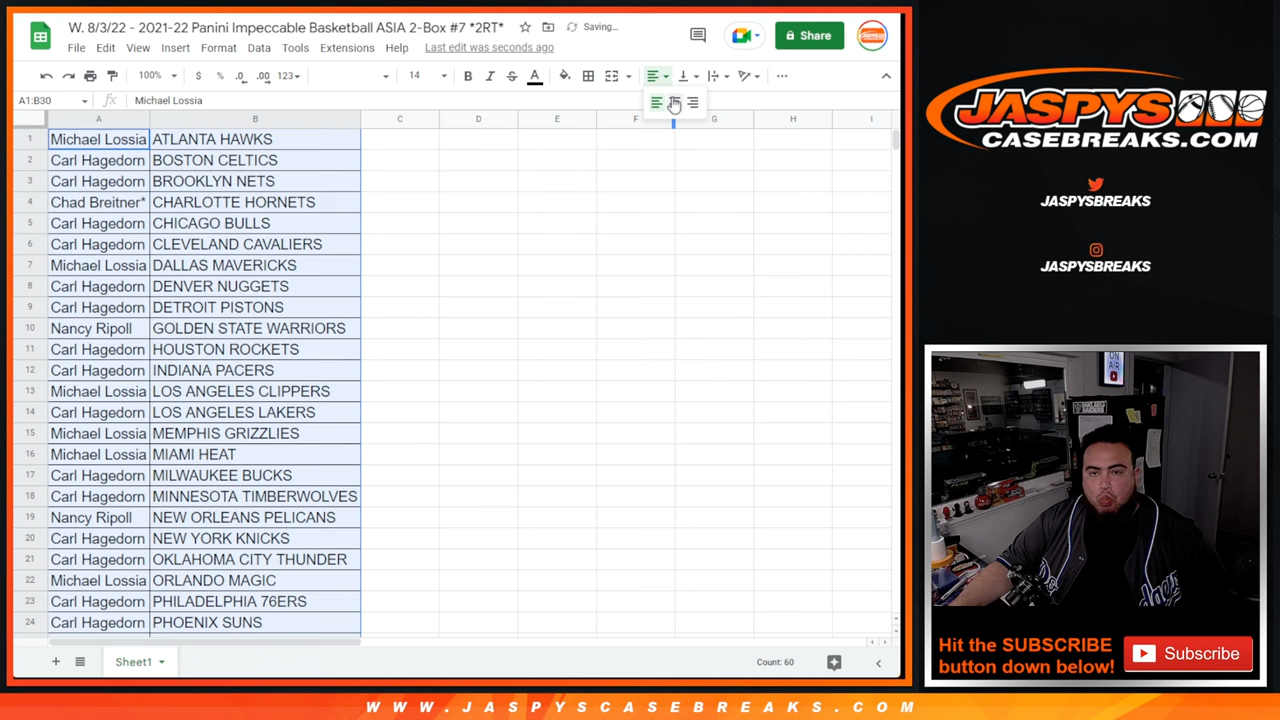 W. 8/3/22 - 2021-22 Panini Impeccable Basketball ASIA 2-Box #7 *2RT*
Saving...
Share
File Edit View Insert Format Data Tools Extensions Help Last edit was seconds ago
100% $ % .0 .00 123 14 B I S A
A1:B30 fx Michael Lossia
A B C D E F G H I
1 Michael Lossia ATLANTA HAWKS
2 Carl Hagedorn BOSTON CELTICS
3 Carl Hagedorn BROOKLYN NETS
4 Chad Breitner* CHARLOTTE HORNETS
5 Carl Hagedorn CHICAGO BULLS
6 Carl Hagedorn CLEVELAND CAVALIERS
7 Michael Lossia DALLAS MAVERICKS
8 Carl Hagedorn DENVER NUGGETS
9 Carl Hagedorn DETROIT PISTONS
10 Nancy Ripoll GOLDEN STATE WARRIORS
11 Carl Hagedorn HOUSTON ROCKETS
12 Carl Hagedorn INDIANA PACERS
13 Michael Lossia LOS ANGELES CLIPPERS
14 Carl Hagedorn LOS ANGELES LAKERS
15 Michael Lossia MEMPHIS GRIZZLIES
16 Michael Lossia MIAMI HEAT
17 Carl Hagedorn MILWAUKEE BUCKS
18 Carl Hagedorn MINNESOTA TIMBERWOLVES
19 Nancy Ripoll NEW ORLEANS PELICANS
20 Carl Hagedorn NEW YORK KNICKS
21 Carl Hagedorn OKLAHOMA CITY THUNDER
22 Michael Lossia ORLANDO MAGIC
23 Carl Hagedorn PHILADELPHIA 76ERS
24 Carl Hagedorn PHOENIX SUNS
Sheet1
Count: 60
JASPYS
CASEBREAKS.COM
JASPYSBREAKS
JASPYSBREAKS
ON
AIR
RAIDERS
Hit the SUBSCRIBE
button down below!
Subscribe
WWW.JASPYSCASEBREAKS.COM